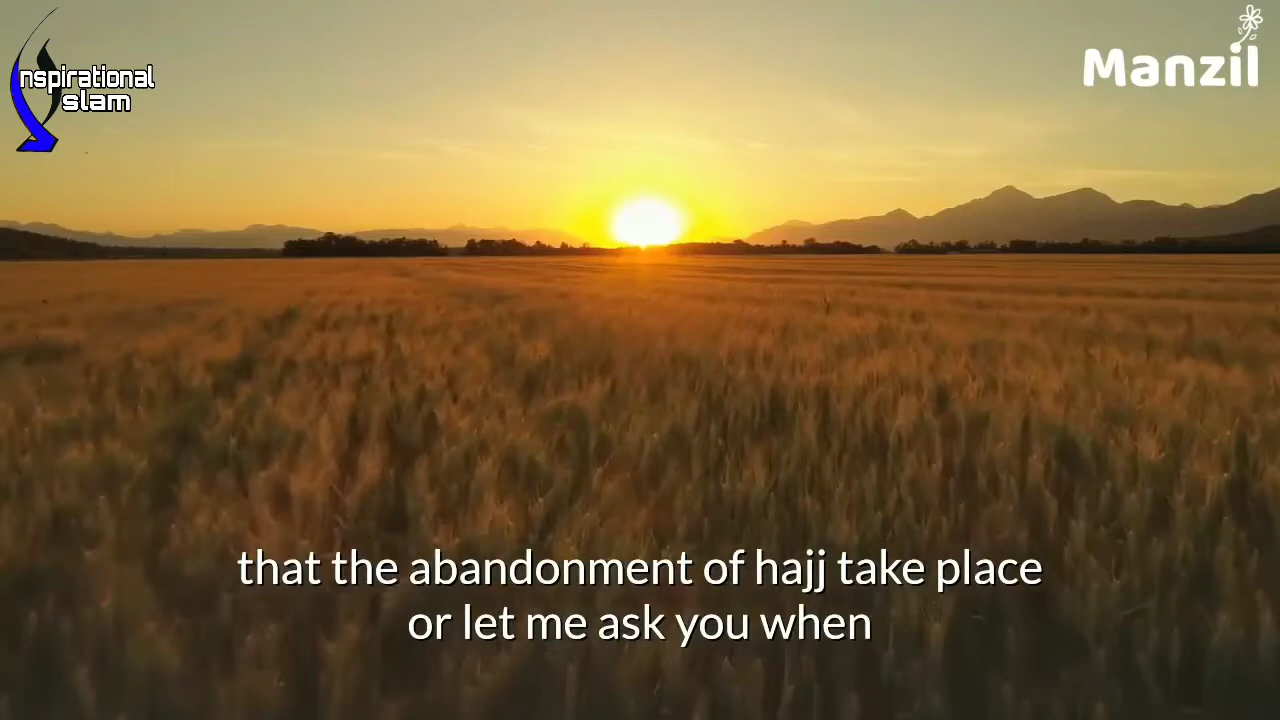 nspirational
slam
Manzil
that the abandonment of hajj take place
or let me ask you when